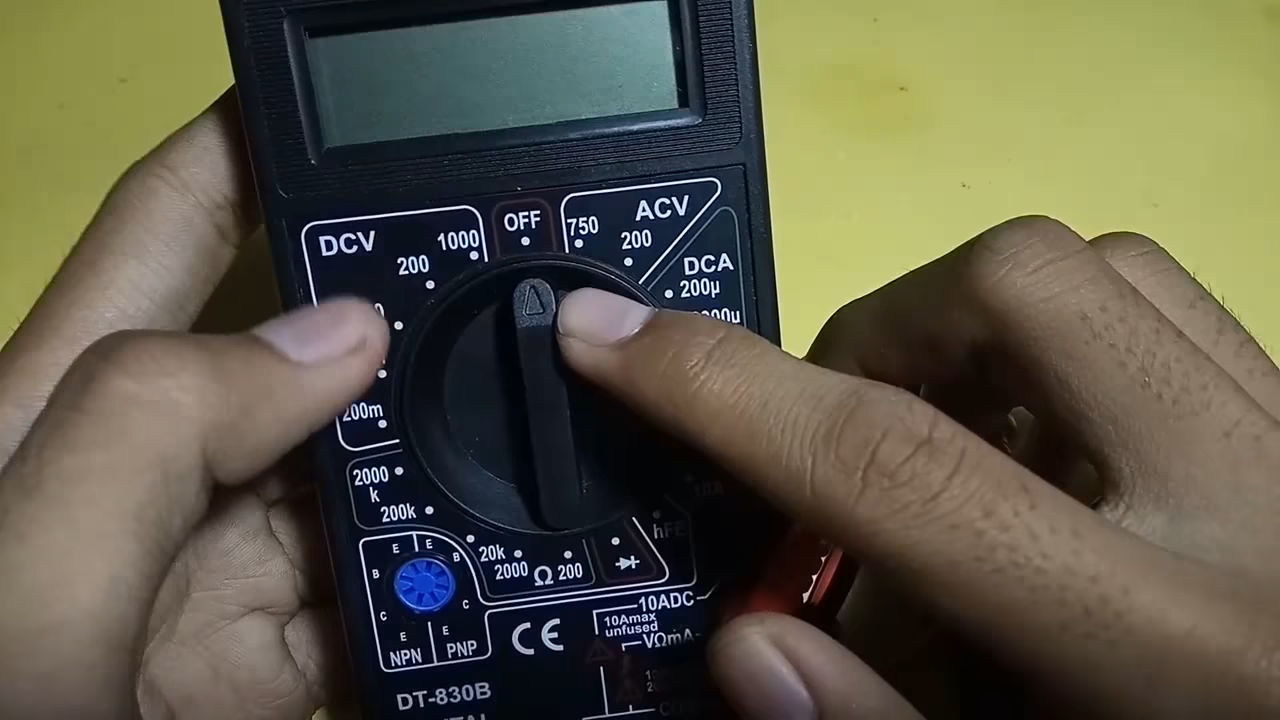 OFF
DCV
1000
200
200m
750
ACV
200
DCA
200µ
2000
k
200k
20k
2000
Ω
200
hFE
E
E
B
B
C
C
E
E
NPN
PNP
CE
10ADC
10Amax
unfused
VΩmA
DT-830B